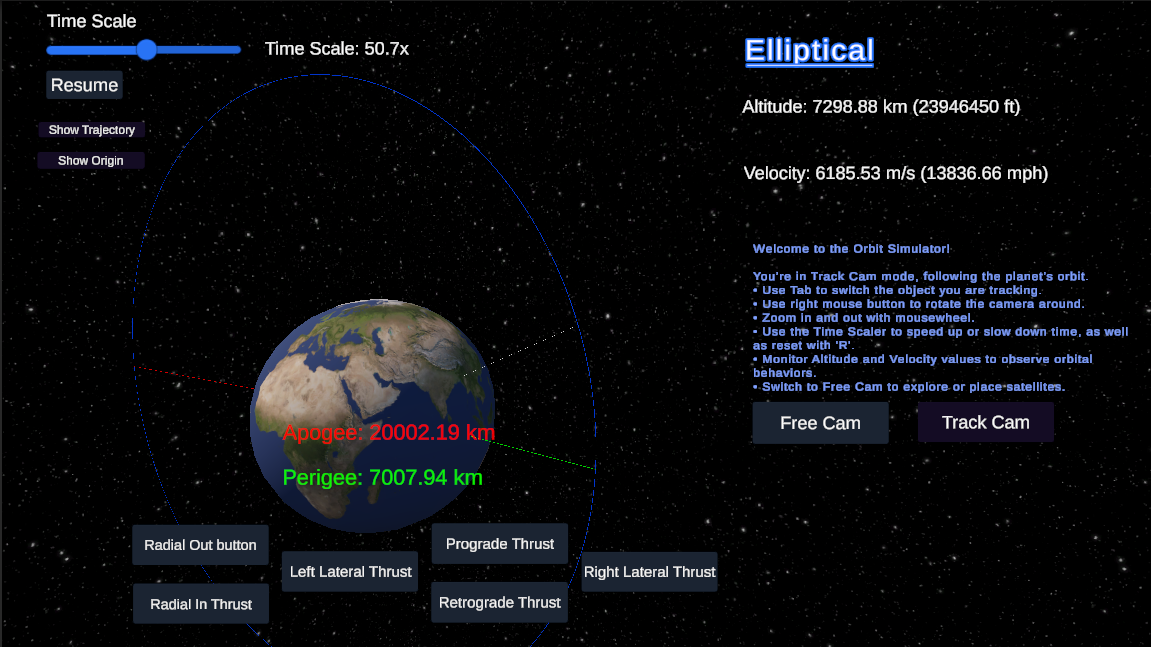 Time Scale
Time Scale: 50.7x
Resume
Show Trajectory
Show Origin
Elliptical
Altitude: 7298.88 km (23946450 ft)
Velocity: 6185.53 m/s (13836.66 mph)
Welcome to the Orbit Simulator!
You're in Track Cam mode, following the planet's orbit.
• Use Tab to switch the object you are tracking.
• Use right mouse button to rotate the camera around.
• Zoom in and out with mousewheel.
• Use the Time Scaler to speed up or slow down time, as well
as reset with 'R'.
• Monitor Altitude and Velocity values to observe orbital
behaviors.
• Switch to Free Cam to explore or place satellites.
Free Cam
Track Cam
Apogee: 20002.19 km
Perigee: 7007.94 km
Radial Out button
Left Lateral Thrust
Prograde Thrust
Right Lateral Thrust
Radial In Thrust
Retrograde Thrust